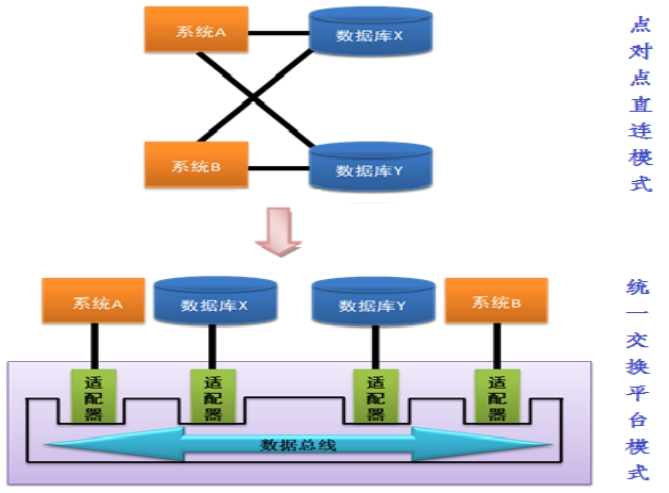 系统A
数据库X
系统B
数据库Y
点对点直连模式
系统A
数据库X
数据库Y
系统B
适配器
适配器
适配器
适配器
数据总线
统一交换平台模式